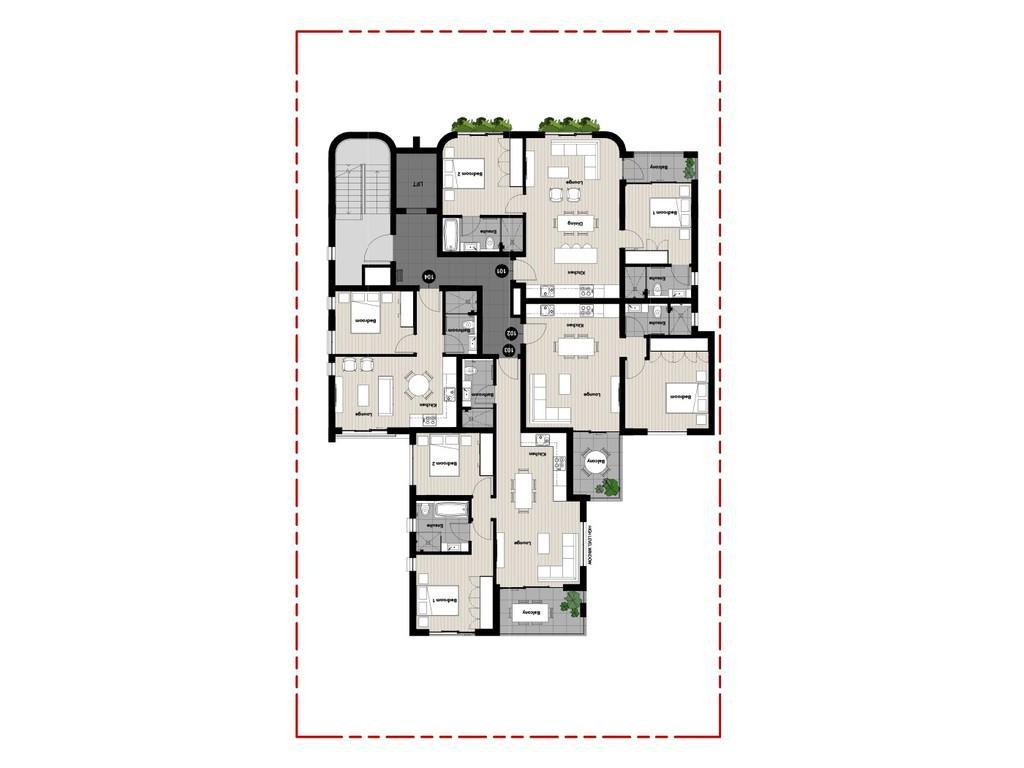 Balcony
Bedroom 2
Lounge
LIFT
Bedroom 1
Dining
Ensuite
101
Kitchen
104
Ensuite
Bedroom
Bathroom
102
Kitchen
Ensuite
103
Bathroom
Lounge
Kitchen
Lounge
Bedroom
Bedroom 2
Kitchen
Balcony
Ensuite
HIGH LEVEL WINDOW
Lounge
Bedroom 1
Balcony